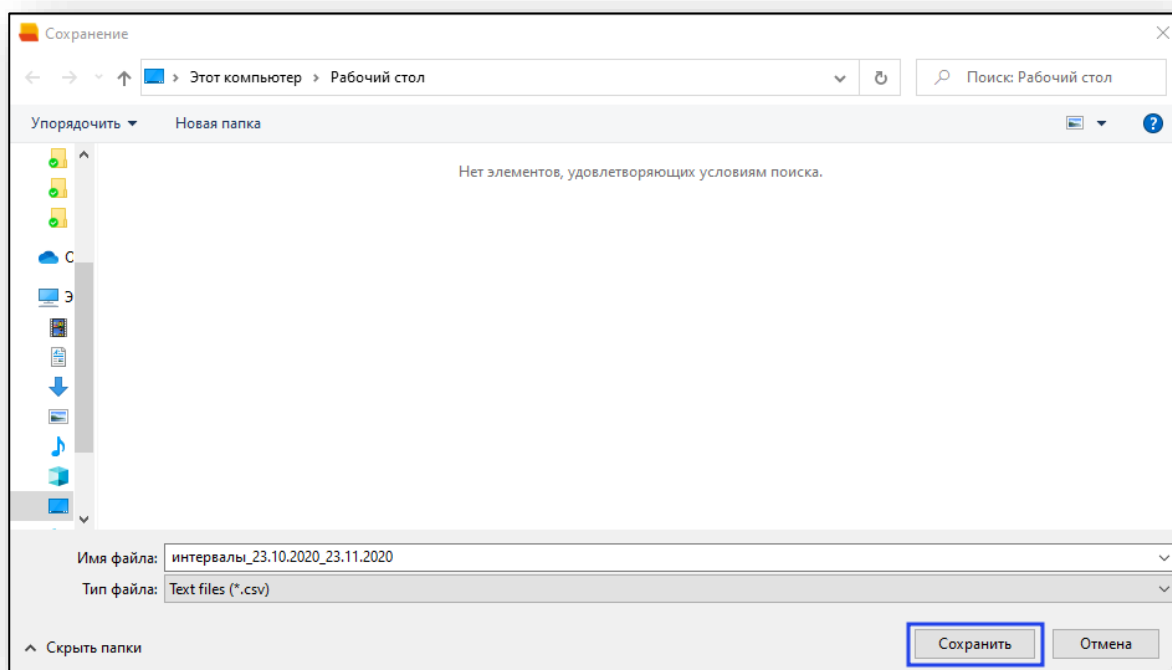 Сохранение
Этот компьютер › Рабочий стол
Поиск: Рабочий стол
Упорядочить
Новая папка
?
Нет элементов, удовлетворяющих условиям поиска.
О
Э
Имя файла: интервалы_23.10.2020_23.11.2020
Тип файла: Text files (*.csv)
Скрыть папки
Сохранить
Отмена